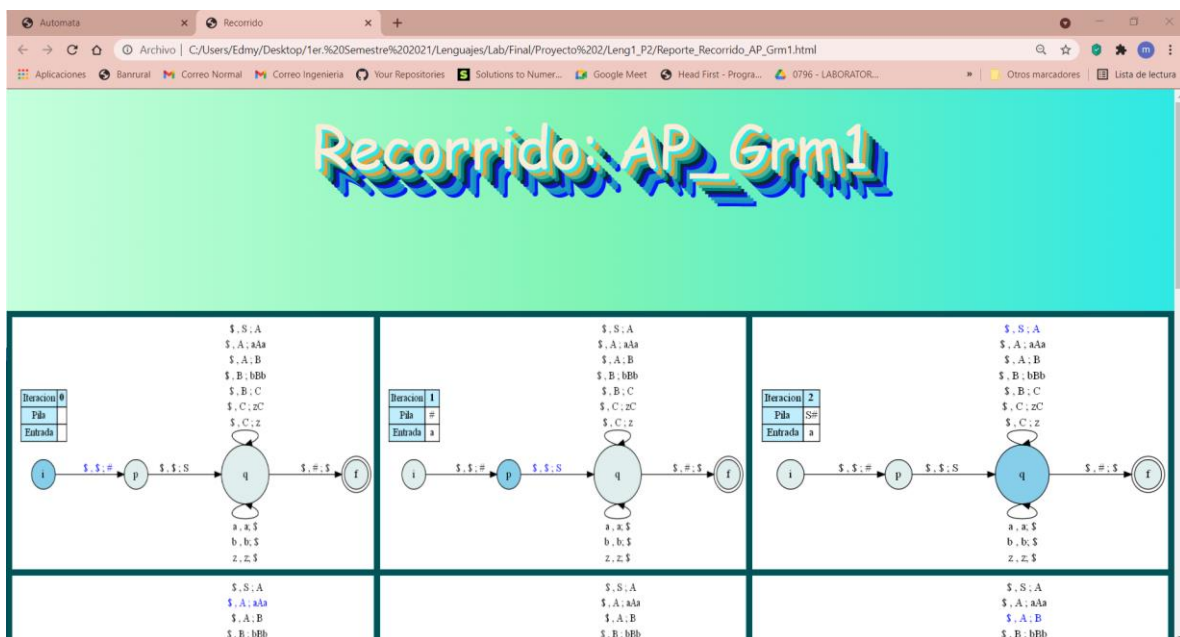 Automata
Recorrido
Archivo | C:/Users/Edmy/Desktop/1er.%20Semestre%202021/Lenguajes/Lab/Final/Proyecto%202/Leng1_P2/Reporte_Recorrido_AP_Grm1.html
m
Aplicaciones Banrural Correo Normal Correo Ingenieria Your Repositories Solutions to Numer... Google Meet Head First - Progra... 0796 - LABORATOR... » Otros marcadores Lista de lectura
Recorrido: AP_Grm1
$ , S ; A
$ , A ; aAa
$ , A ; B
$ , B ; bBb
$ , B ; C
$ , C ; zC
$ , C ; z
Iteracion 0
Pila
Entrada
i $ , $ ; # p $ , $ ; S q $ , # ; $ f
a , a; $
b , b; $
z , z; $
$ , S ; A
$ , A ; aAa
$ , A ; B
$ , B ; bBb
$ , B ; C
$ , C ; zC
$ , C ; z
Iteracion 1
Pila #
Entrada a
i $ , $ ; # p $ , $ ; S q $ , # ; $ f
a , a; $
b , b; $
z , z; $
$ , S ; A
$ , A ; aAa
$ , A ; B
$ , B ; bBb
$ , B ; C
$ , C ; zC
$ , C ; z
Iteracion 2
Pila S#
Entrada a
i $ , $ ; # p $ , $ ; S q $ , # ; $ f
a , a; $
b , b; $
z , z; $
$ , S ; A
$ , A ; aAa
$ , A ; B
$ , B ; bBb
$ , S ; A
$ , A ; aAa
$ , A ; B
$ , B ; bBb
$ , S ; A
$ , A ; aAa
$ , A ; B
$ , B ; bBb